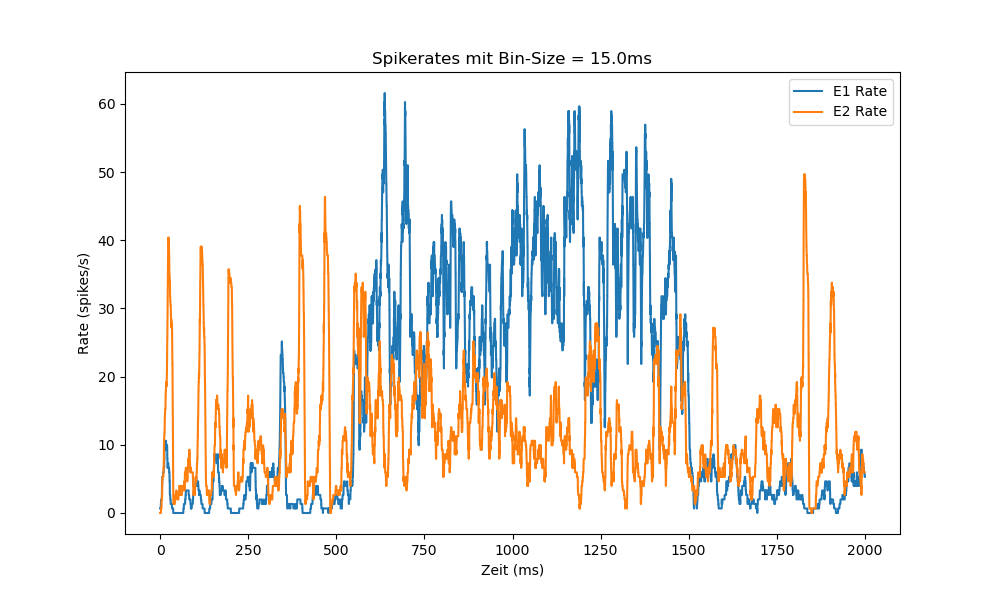 Spikerates mit Bin-Size = 15.0ms
E1 Rate
E2 Rate
Rate (spikes/s)
60
50
40
30
20
10
0
0 250 500 750 1000 1250 1500 1750 2000
Zeit (ms)